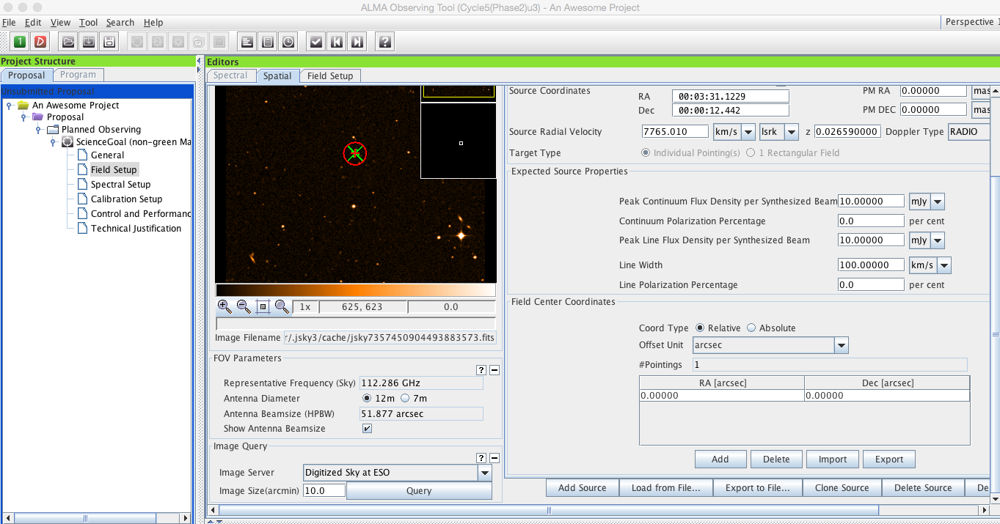 ALMA Observing Tool (Cycle5(Phase2)u3) - An Awesome Project
File Edit View Tool Search Help
Perspective 1
1 D ?
Project Structure
Proposal Program
Unsubmitted Proposal
An Awesome Project
Proposal
Planned Observing
ScienceGoal (non-green Ma
General
Field Setup
Spectral Setup
Calibration Setup
Control and Performanc
Technical Justification
Editors
Spectral Spatial Field Setup
1x 625, 623 0.0
Image Filename r/.jsky3/cache/jsky7357450904493883573.fits
FOV Parameters
?
Representative Frequency (Sky) 112.286 GHz
Antenna Diameter 12m 7m
Antenna Beamsize (HPBW) 51.877 arcsec
Show Antenna Beamsize
Image Query
?
Image Server Digitized Sky at ESO
Image Size(arcmin) 10.0 Query
Source Coordinates
RA 00:03:31.1229 PM RA 0.00000 mas
Dec 00:00:12.442 PM DEC 0.00000 mas
Source Radial Velocity 7765.010 km/s lsrk z 0.026590000 Doppler Type RADIO
Target Type Individual Pointing(s) 1 Rectangular Field
Expected Source Properties
Peak Continuum Flux Density per Synthesized Beam 10.00000 mJy
Continuum Polarization Percentage 0.0 per cent
Peak Line Flux Density per Synthesized Beam 10.00000 mJy
Line Width 100.00000 km/s
Line Polarization Percentage 0.0 per cent
Field Center Coordinates
Coord Type Relative Absolute
Offset Unit arcsec
#Pointings 1
RA [arcsec] Dec [arcsec]
0.00000 0.00000
Add Delete Import Export
Add Source Load from File... Export to File... Clone Source Delete Source De